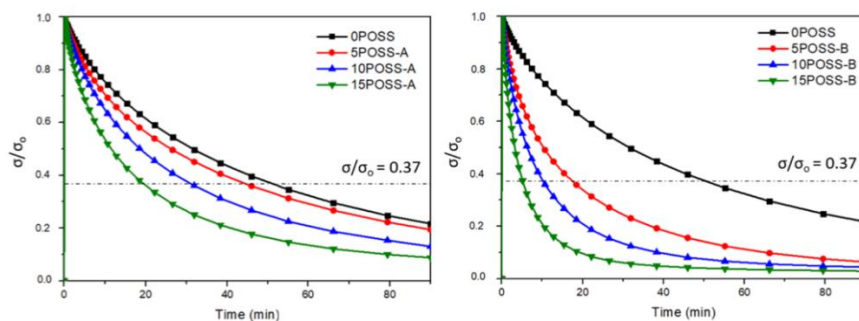 1.0
0.8
0.6
0.4
0.2
0.0
σ/σₒ
0POSS
5POSS-A
10POSS-A
15POSS-A
σ/σₒ = 0.37
0 20 40 60 80
Time (min)
1.0
0.8
0.6
0.4
0.2
0.0
σ/σₒ
0POSS
5POSS-B
10POSS-B
15POSS-B
σ/σₒ = 0.37
0 20 40 60 80
Time (min)